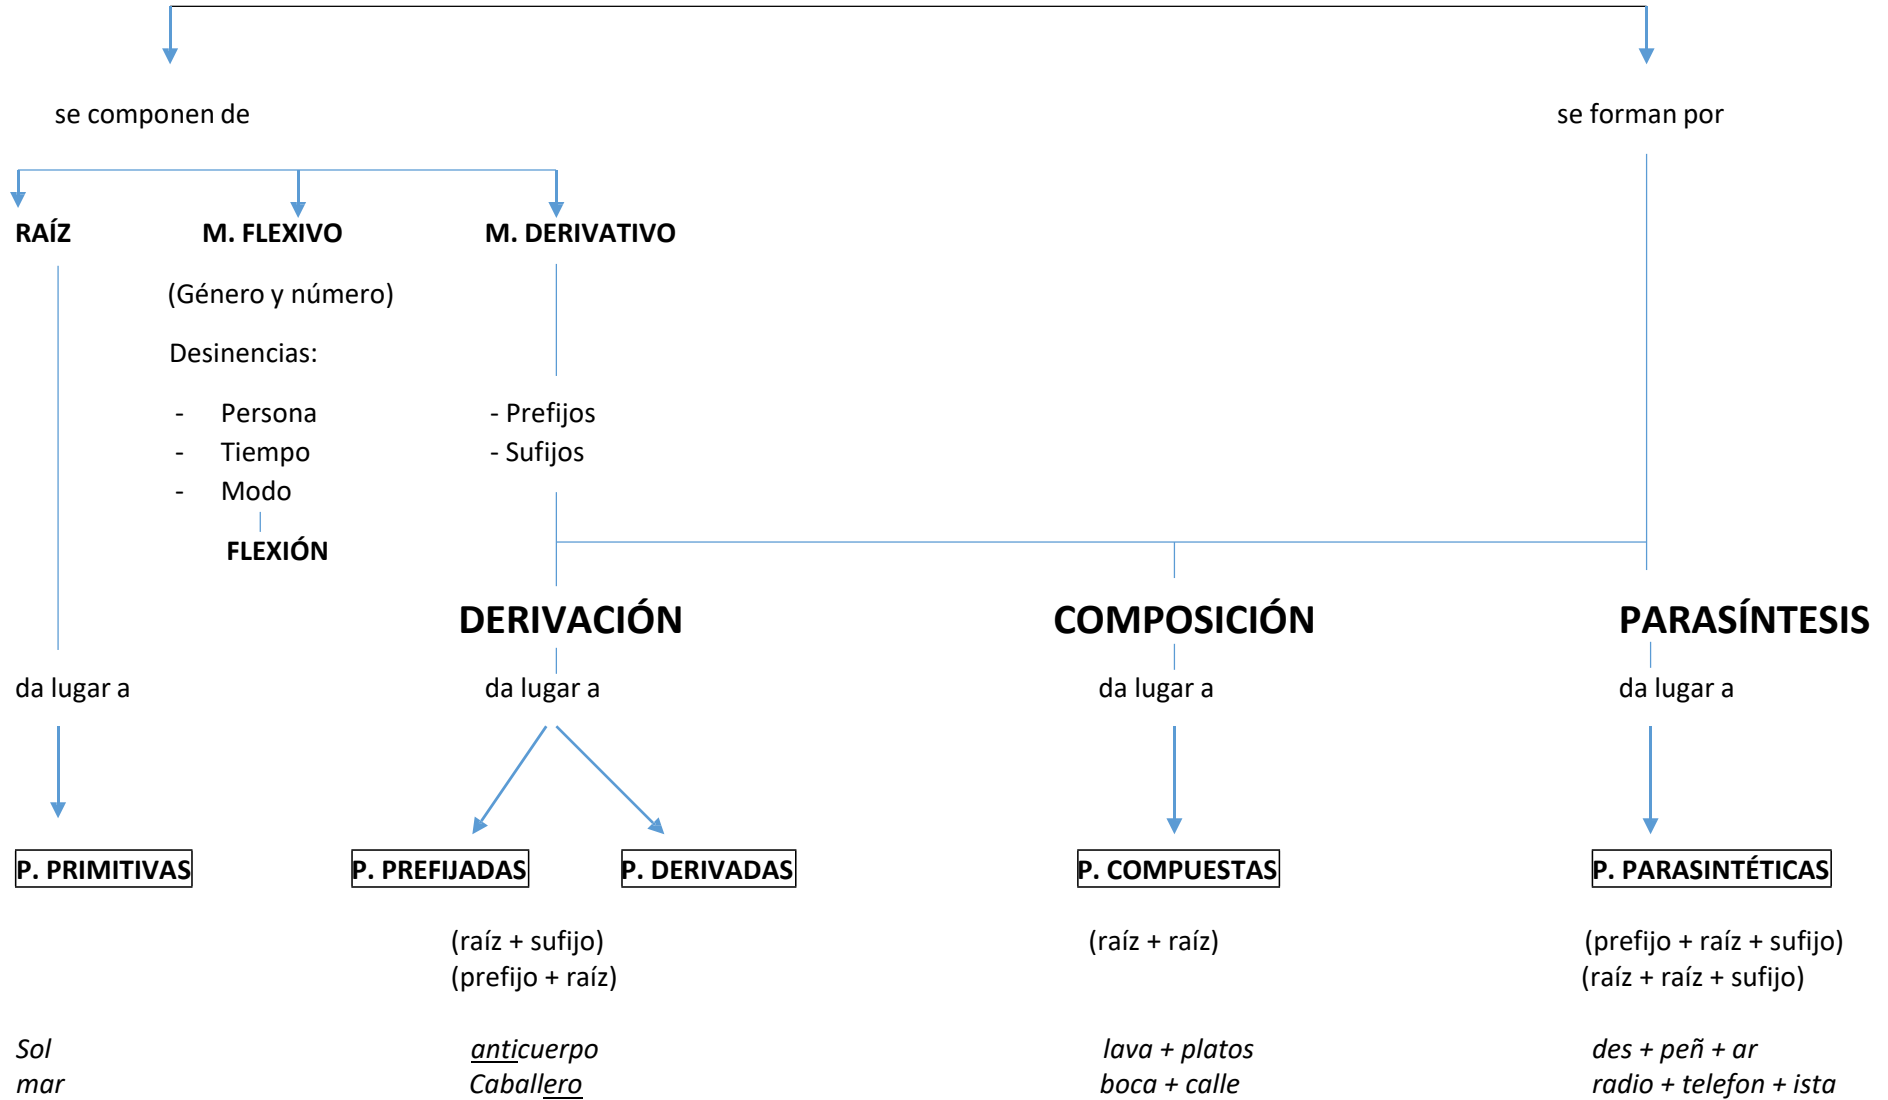 se componen de
se forman por
RAÍZ
M. FLEXIVO
M. DERIVATIVO
(Género y número)
Desinencias:
- Persona
- Prefijos
- Tiempo
- Sufijos
- Modo
FLEXIÓN
DERIVACIÓN
COMPOSICIÓN
PARASÍNTESIS
da lugar a
da lugar a
da lugar a
da lugar a
P. PRIMITIVAS
P. PREFIJADAS
P. DERIVADAS
P. COMPUESTAS
P. PARASINTÉTICAS
(raíz + sufijo)
(raíz + raíz)
(prefijo + raíz + sufijo)
(prefijo + raíz)
(raíz + raíz + sufijo)
Sol
anticuerpo
lava + platos
des + peñ + ar
mar
Caballero
boca + calle
radio + telefon + ista